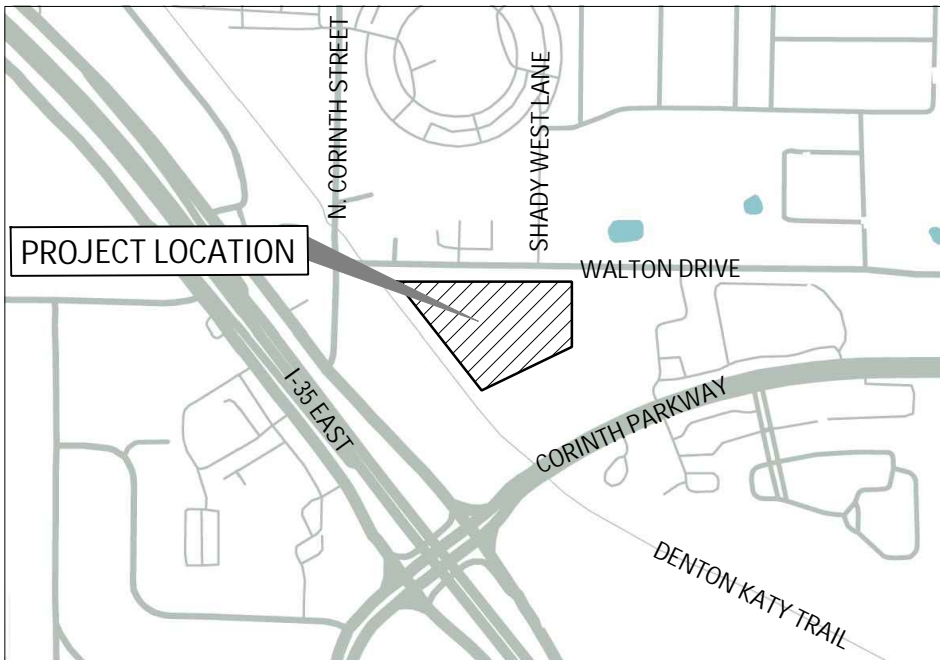 N. CORINTH STREET
SHADY WEST LANE
PROJECT LOCATION
WALTON DRIVE
I-35 EAST
CORINTH PARKWAY
DENTON KATY TRAIL